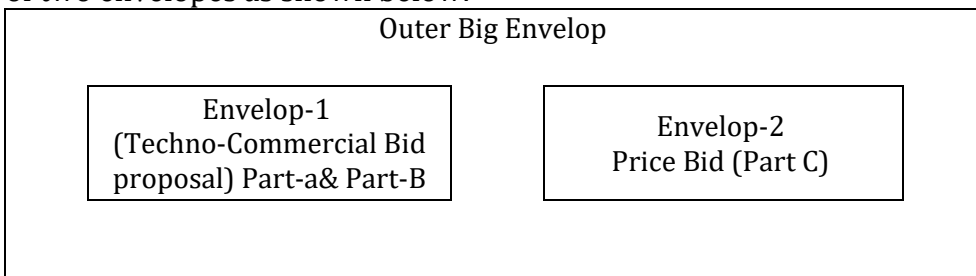 Outer Big Envelop
Envelop-1
(Techno-Commercial Bid
proposal) Part-a& Part-B
Envelop-2
Price Bid (Part C)